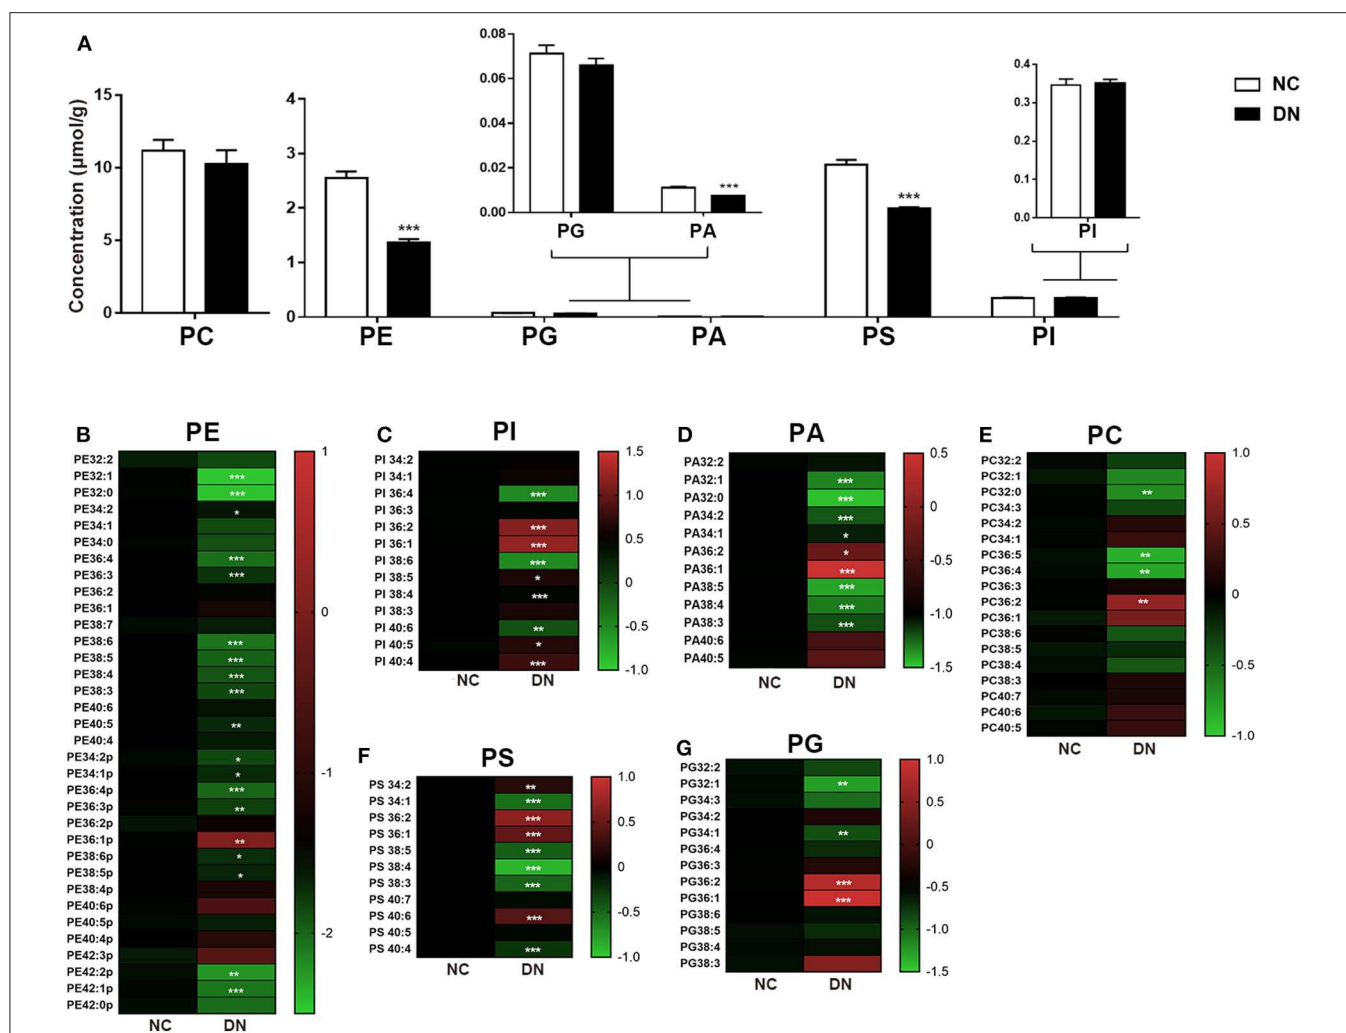 A
Concentration (μmol/g)
15
10
5
0
PC
4
3
2
1
0
***
PE
PG
PA
PS
***
PI
0.08
0.06
0.04
0.02
0.00
PG
PA
***
0.4
0.3
0.2
0.1
0.0
PI
NC
DN
B
PE
PE32:2
PE32:1 ***
PE32:0 ***
PE34:2 *
PE34:1
PE34:0
PE36:4 ***
PE36:3 ***
PE36:2
PE36:1
PE38:7
PE38:6 ***
PE38:5 ***
PE38:4 ***
PE38:3 ***
PE40:6
PE40:5 **
PE40:4
PE34:2p *
PE34:1p *
PE36:4p ***
PE36:3p **
PE36:2p
PE36:1p **
PE38:6p *
PE38:5p *
PE38:4p
PE40:6p
PE40:5p
PE40:4p
PE42:3p
PE42:2p **
PE42:1p ***
PE42:0p
NC DN
1
0
-1
-2
C
PI
PI 34:2
PI 34:1
PI 36:4 ***
PI 36:3
PI 36:2 ***
PI 36:1 ***
PI 38:6 ***
PI 38:5 *
PI 38:4 ***
PI 38:3
PI 40:6 **
PI 40:5 *
PI 40:4 ***
NC DN
1.5
1.0
0.5
0
-0.5
-1.0
D
PA
PA32:2
PA32:1 ***
PA32:0 ***
PA34:2 ***
PA34:1 *
PA36:2 *
PA36:1 ***
PA38:5 ***
PA38:4 ***
PA38:3 ***
PA40:6
PA40:5
NC DN
0.5
0
-0.5
-1.0
-1.5
E
PC
PC32:2
PC32:1
PC32:0 **
PC34:3
PC34:2
PC34:1
PC36:5 **
PC36:4 **
PC36:3
PC36:2 **
PC36:1
PC38:6
PC38:5
PC38:4
PC38:3
PC40:7
PC40:6
PC40:5
NC DN
1.0
0.5
0
-0.5
-1.0
F
PS
PS 34:2 **
PS 34:1 ***
PS 36:2 ***
PS 36:1 ***
PS 38:5 ***
PS 38:4 ***
PS 38:3 ***
PS 40:7
PS 40:6 ***
PS 40:5
PS 40:4 ***
NC DN
1.0
0.5
0
-0.5
-1.0
G
PG
PG32:2
PG32:1 **
PG34:3
PG34:2
PG34:1 **
PG36:4
PG36:3
PG36:2 ***
PG36:1 ***
PG38:6
PG38:5
PG38:4
PG38:3
NC DN
1.0
0.5
0
-0.5
-1.0
-1.5